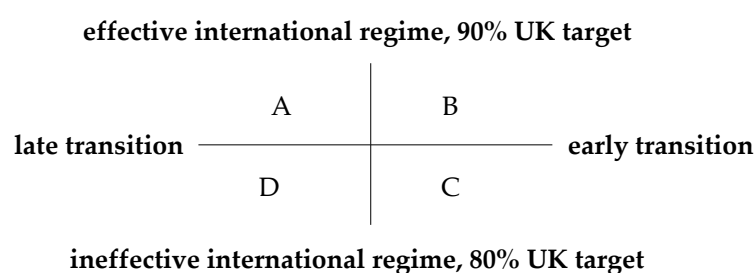 effective international regime, 90% UK target
A B
late transition early transition
D C
ineffective international regime, 80% UK target